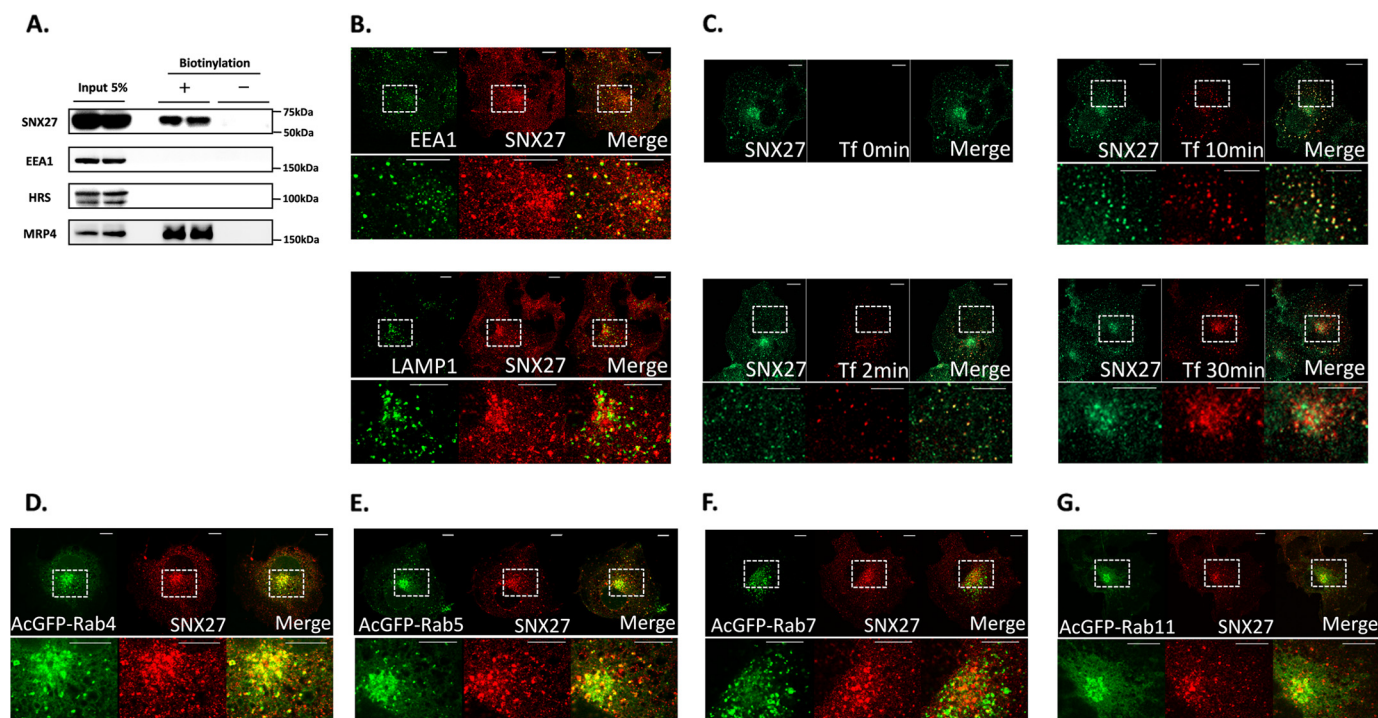 A.
Biotinylation
Input 5%
+
−
SNX27
75kDa
50kDa
EEA1
150kDa
HRS
100kDa
MRP4
150kDa
B.
EEA1
SNX27
Merge
LAMP1
SNX27
Merge
C.
SNX27
Tf 0min
Merge
SNX27
Tf 10min
Merge
SNX27
Tf 2min
Merge
SNX27
Tf 30min
Merge
D.
AcGFP-Rab4
SNX27
Merge
E.
AcGFP-Rab5
SNX27
Merge
F.
AcGFP-Rab7
SNX27
Merge
G.
AcGFP-Rab11
SNX27
Merge